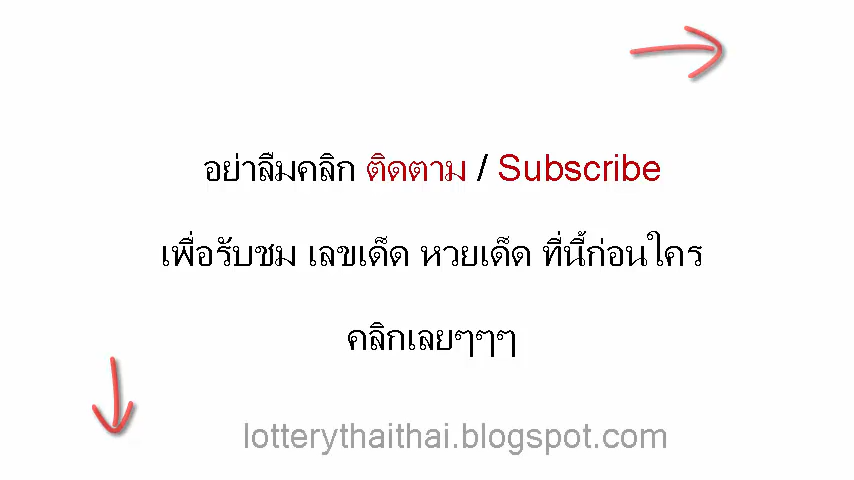 อย่าลืมคลิก ติดตาม / Subscribe
เพื่อรับชม เลขเด็ด หวยเด็ด ที่นี้ก่อนใคร
คลิกเลยๆๆๆ
lotterythaithai.blogspot.com